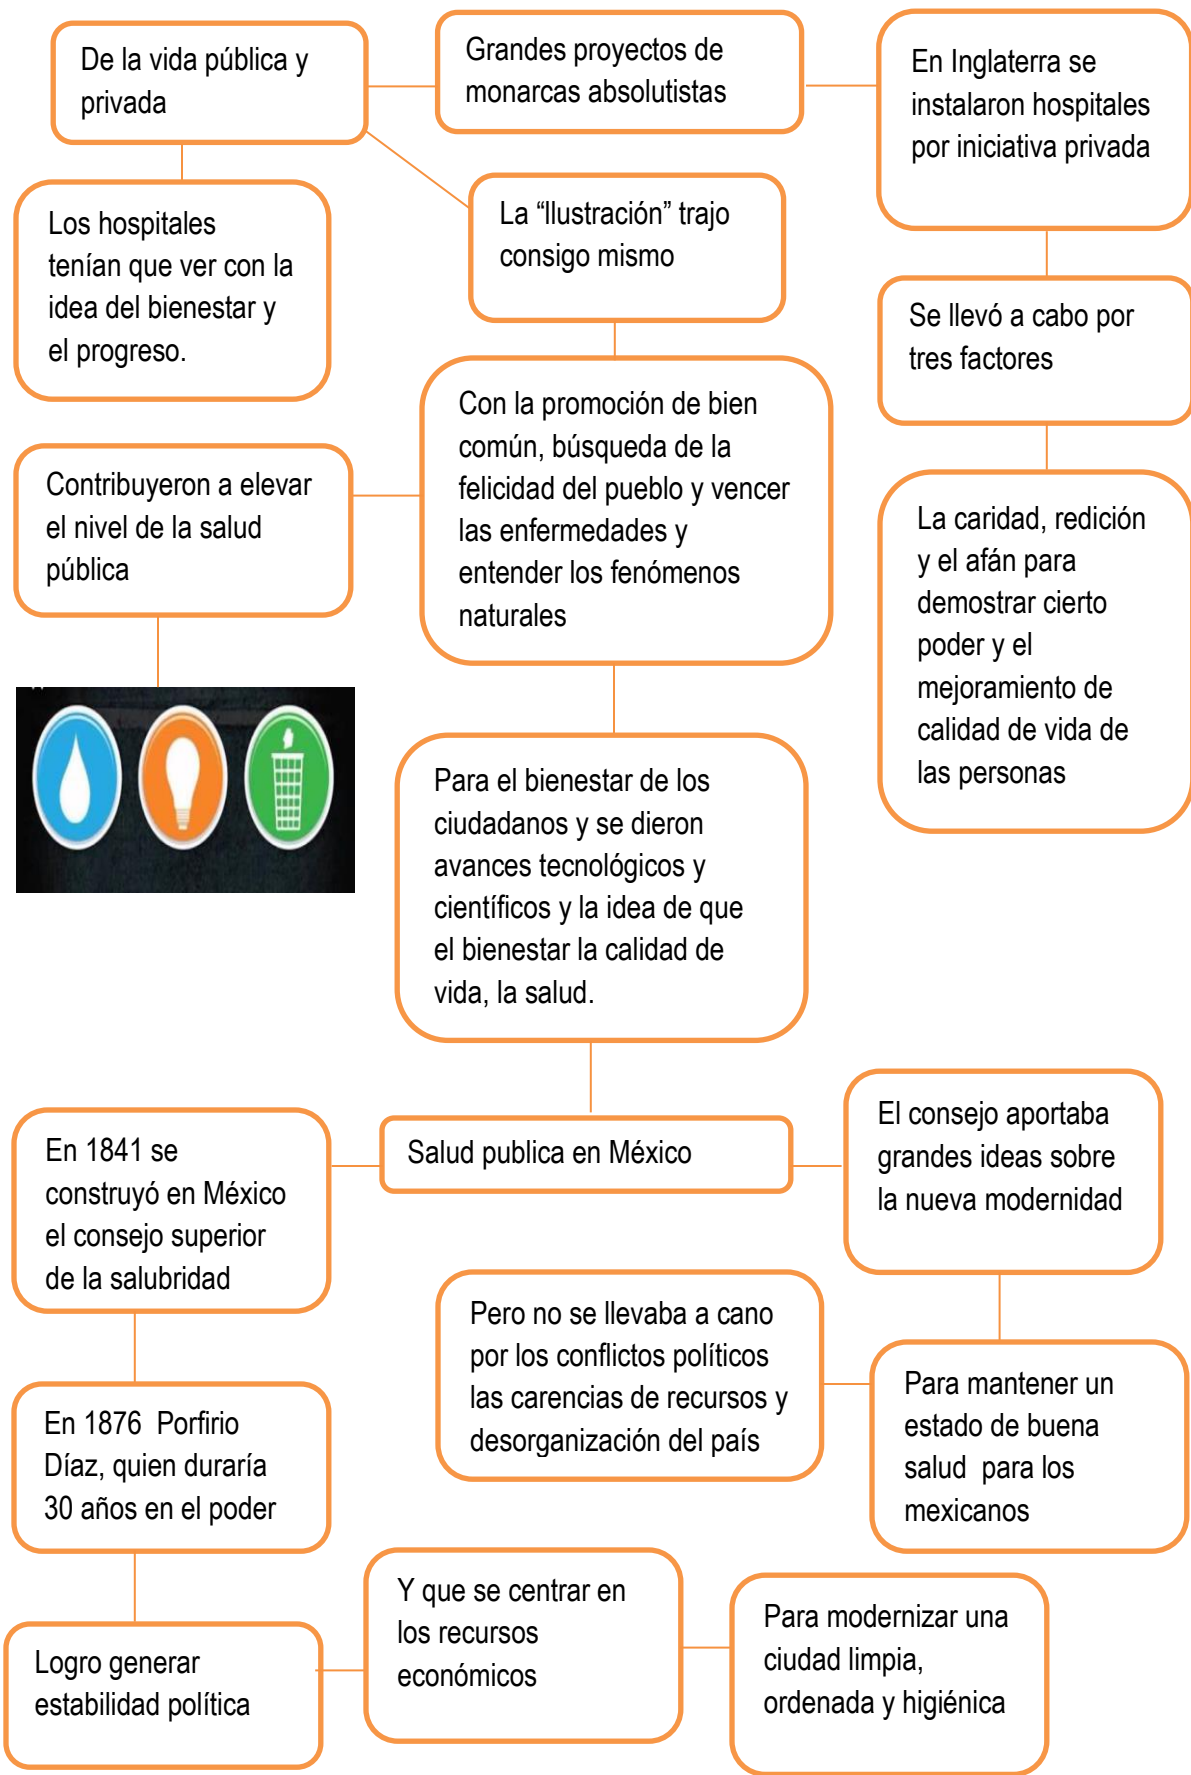 De la vida pública y
privada
Grandes proyectos de
monarcas absolutistas
En Inglaterra se
instalaron hospitales
por iniciativa privada
Los hospitales
tenían que ver con la
idea del bienestar y
el progreso.
La “Ilustración” trajo
consigo mismo
Se llevó a cabo por
tres factores
Con la promoción de bien
común, búsqueda de la
felicidad del pueblo y vencer
las enfermedades y
entender los fenómenos
naturales
Contribuyeron a elevar
el nivel de la salud
pública
La caridad, redición
y el afán para
demostrar cierto
poder y el
mejoramiento de
calidad de vida de
las personas
Para el bienestar de los
ciudadanos y se dieron
avances tecnológicos y
científicos y la idea de que
el bienestar la calidad de
vida, la salud.
Salud publica en México
En 1841 se
construyó en México
el consejo superior
de la salubridad
El consejo aportaba
grandes ideas sobre
la nueva modernidad
Pero no se llevaba a cano
por los conflictos políticos
las carencias de recursos y
desorganización del país
Para mantener un
estado de buena
salud  para los
mexicanos
En 1876  Porfirio
Díaz, quien duraría
30 años en el poder
Logro generar
estabilidad política
Y que se centrar en
los recursos
económicos
Para modernizar una
ciudad limpia,
ordenada y higiénica